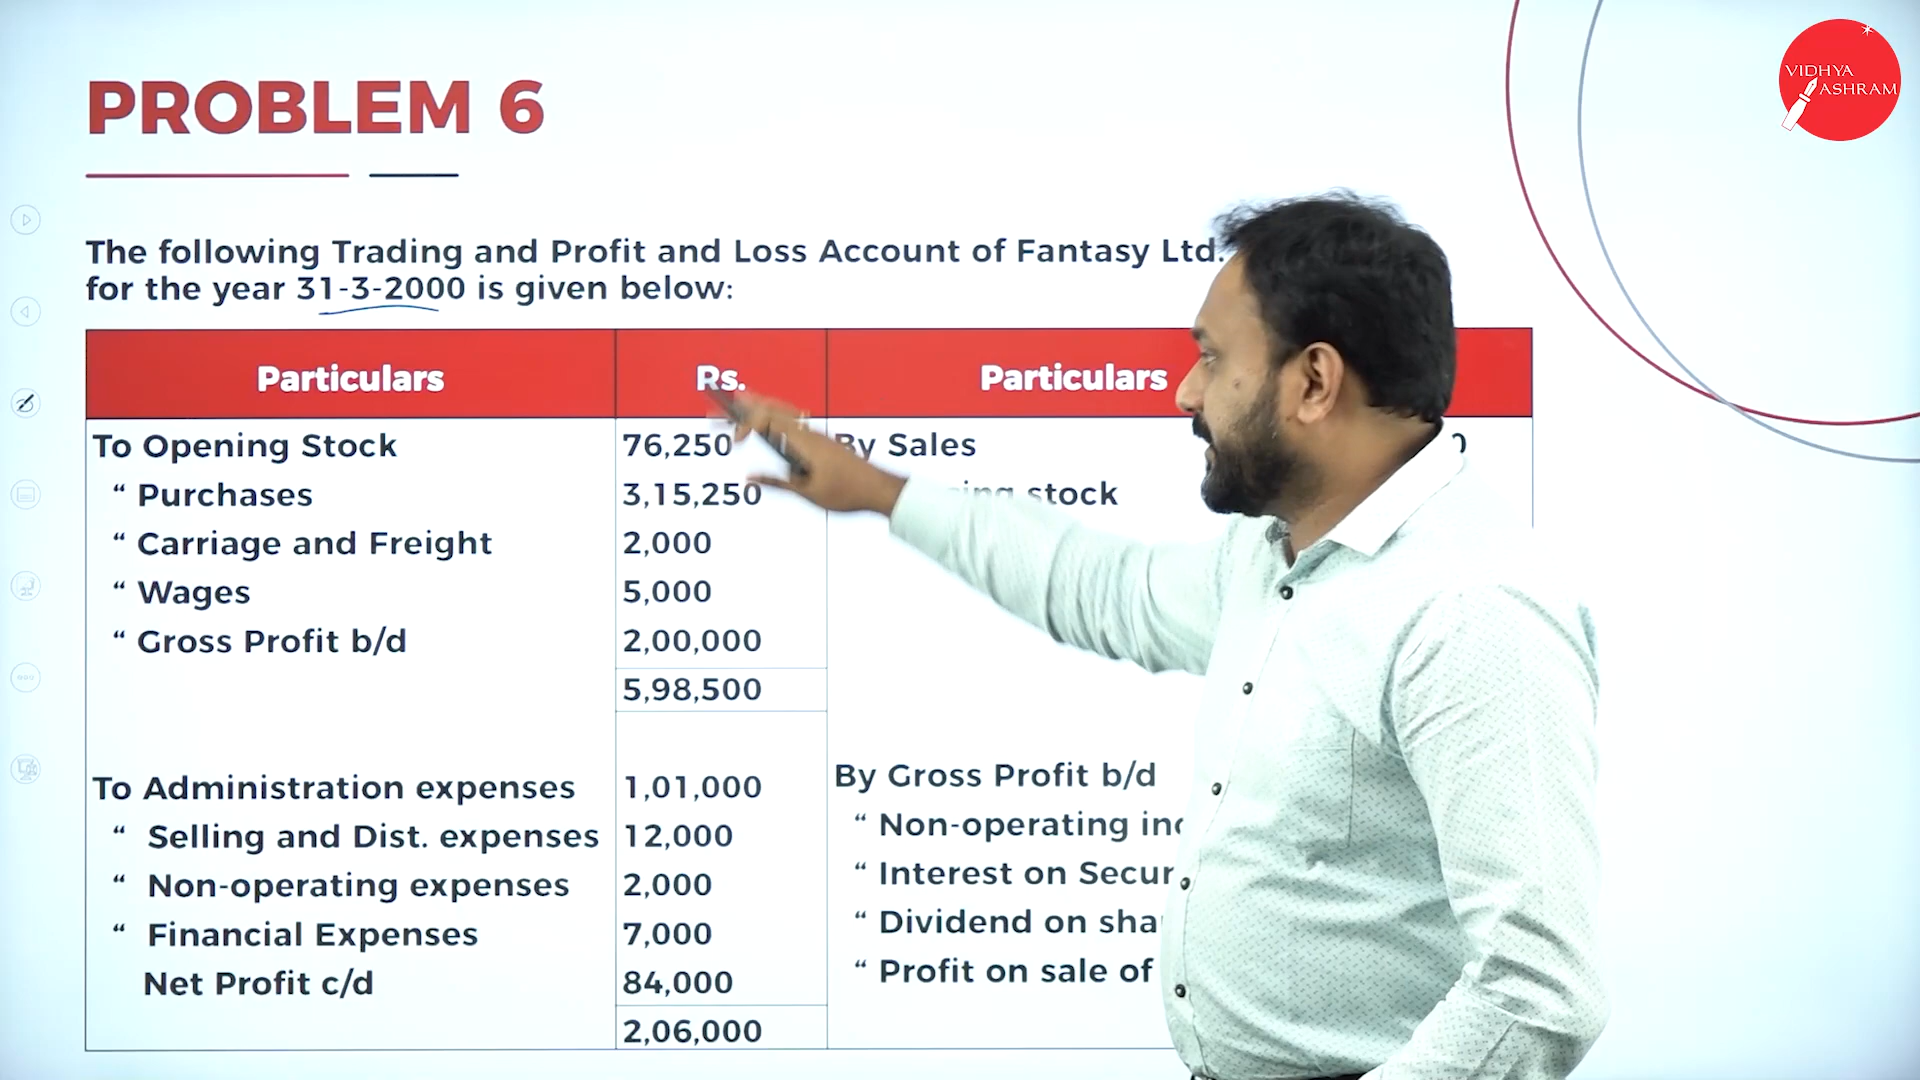 PROBLEM 6
VIDHYA
ASHRAM
The following Trading and Profit and Loss Account of Fantasy Ltd.
for the year 31-3-2000 is given below:
Particulars Rs. Particulars
To Opening Stock 76,250 By Sales
“ Purchases 3,15,250 stock
“ Carriage and Freight 2,000
“ Wages 5,000
“ Gross Profit b/d 2,00,000
5,98,500
To Administration expenses 1,01,000 By Gross Profit b/d
“ Selling and Dist. expenses 12,000 “ Non-operating
“ Non-operating expenses 2,000 “ Interest on
“ Financial Expenses 7,000 “ Dividend on
Net Profit c/d 84,000 “ Profit on sale of
2,06,000